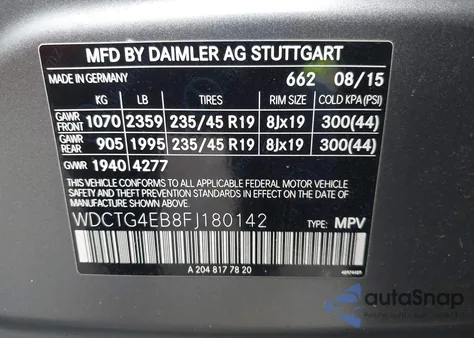 MFD BY DAIMLER AG STUTTGART
MADE IN GERMANY 662 08/15
KG LB TIRES RIM SIZE COLD KPA(PSI)
GAWR FRONT 1070 2359 235/45 R19 8Jx19 300(44)
GAWR REAR 905 1995 235/45 R19 8Jx19 300(44)
GVWR 1940 4277
THIS VEHICLE CONFORMS TO ALL APPLICABLE FEDERAL MOTOR VEHICLE
SAFETY, BUMPER, AND THEFT PREVENTION STANDARDS IN EFFECT ON
THE DATE OF MANUFACTURE SHOWN ABOVE.
WDCTG4EB8FJ180142 TYPE: MPV
A 204 817 78 20
autoSnap